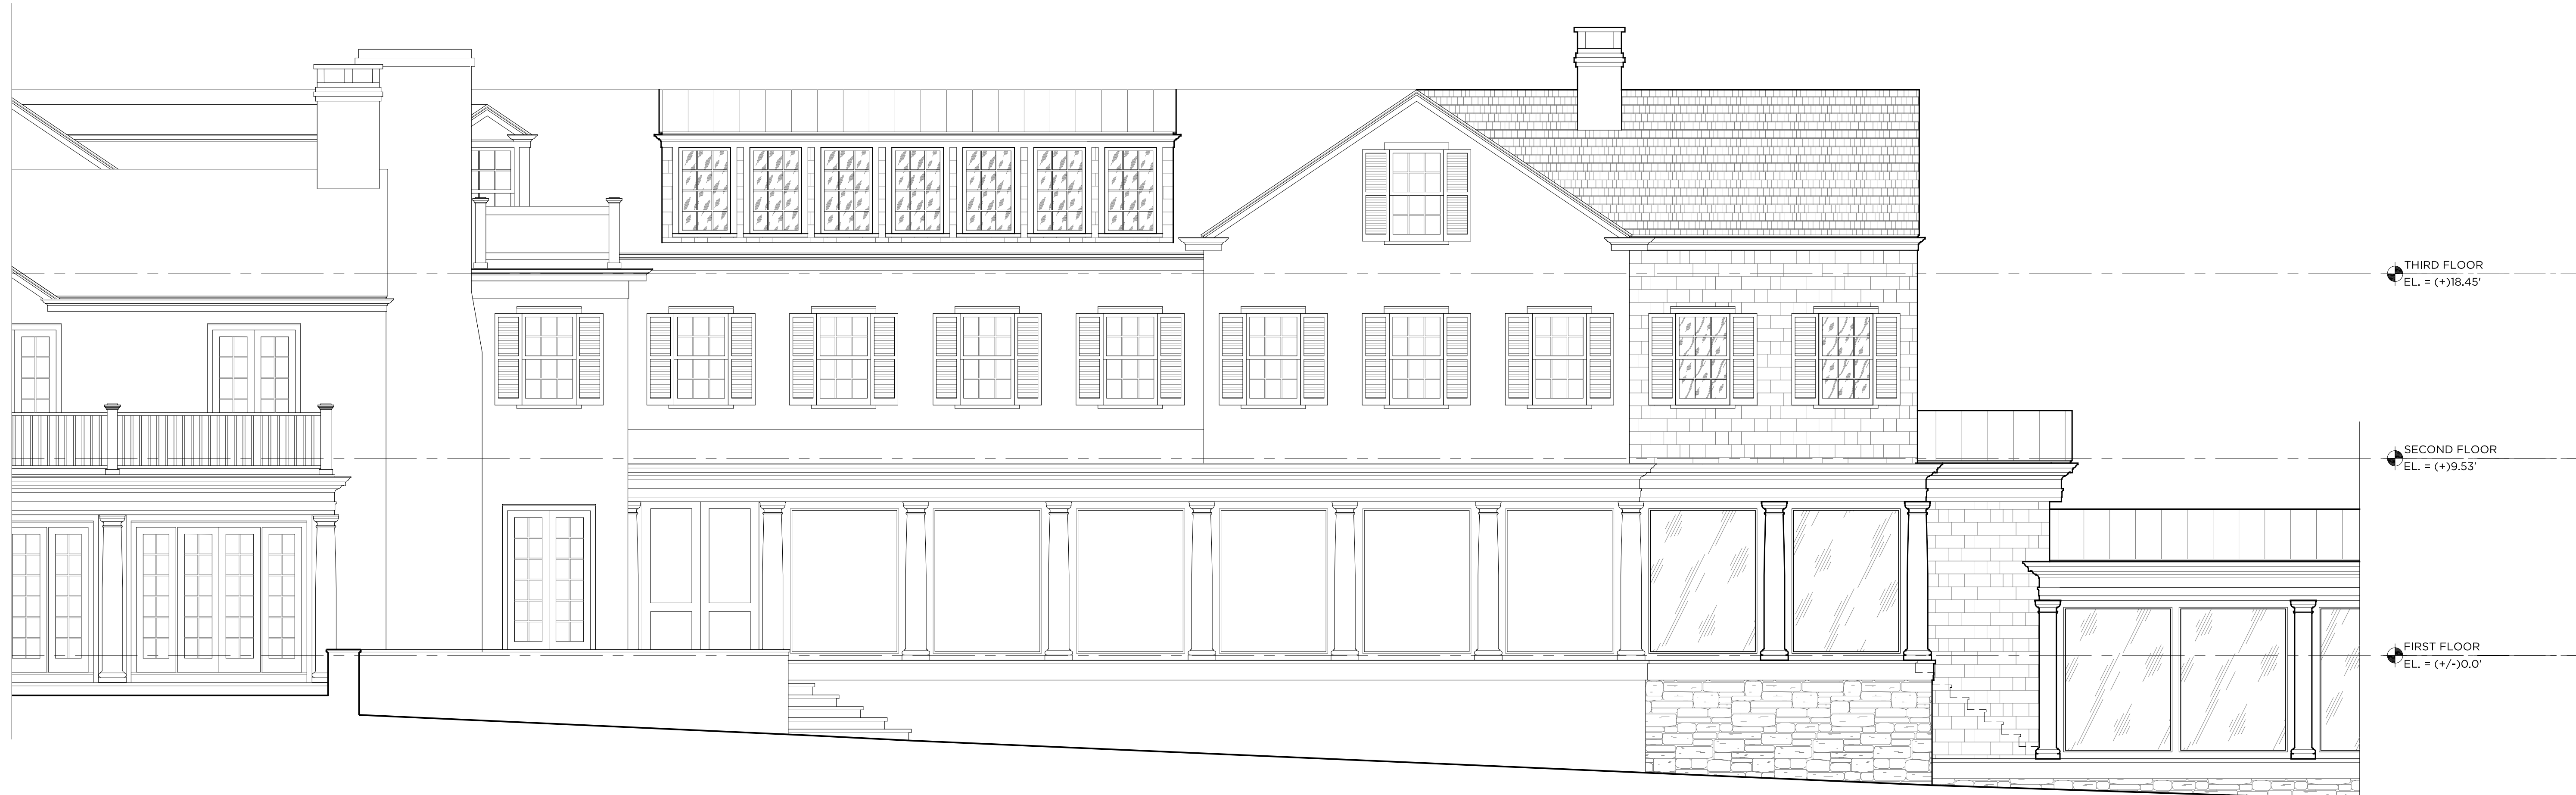 THIRD FLOOR
EL. = (+)18.45'
SECOND FLOOR
EL. = (+)9.53'
FIRST FLOOR
EL. = (+/-)0.0'